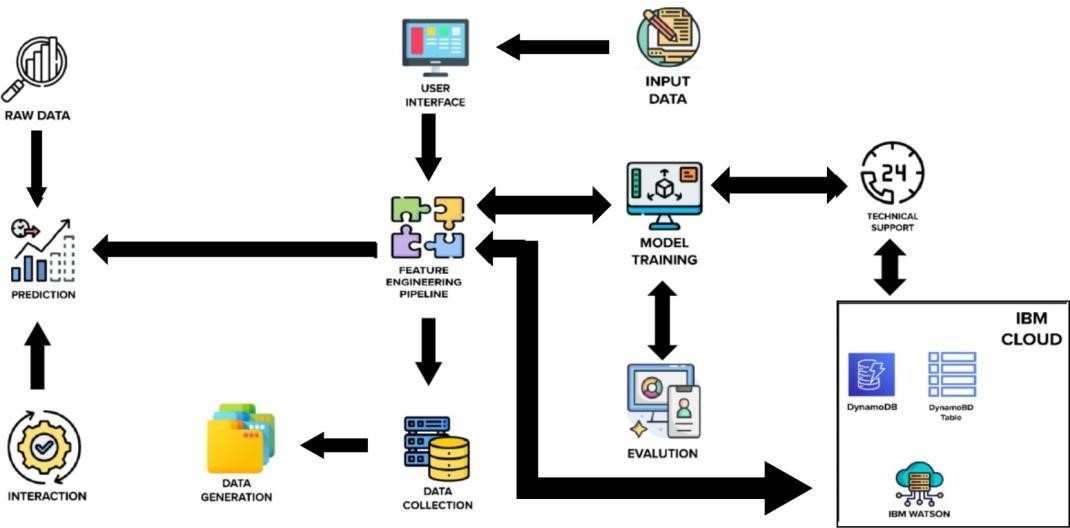 INPUT
DATA
USER
INTERFACE
RAW DATA
24
TECHNICAL
SUPPORT
MODEL
TRAINING
FEATURE
ENGINEERING
PIPELINE
PREDICTION
IBM
CLOUD
DynamoDB
DynamoBD
Table
EVALUTION
DATA
GENERATION
DATA
COLLECTION
INTERACTION
IBM WATSON